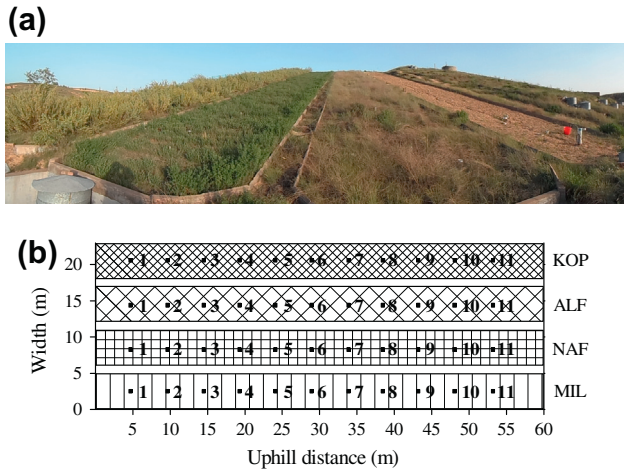 (a)
(b)
Width (m)
20
15
10
5
0
1 2 3 4 5 6 7 8 9 10 11 KOP
1 2 3 4 5 6 7 8 9 10 11 ALF
1 2 3 4 5 6 7 8 9 10 11 NAF
1 2 3 4 5 6 7 8 9 10 11 MIL
5 10 15 20 25 30 35 40 45 50 55 60
Uphill distance (m)